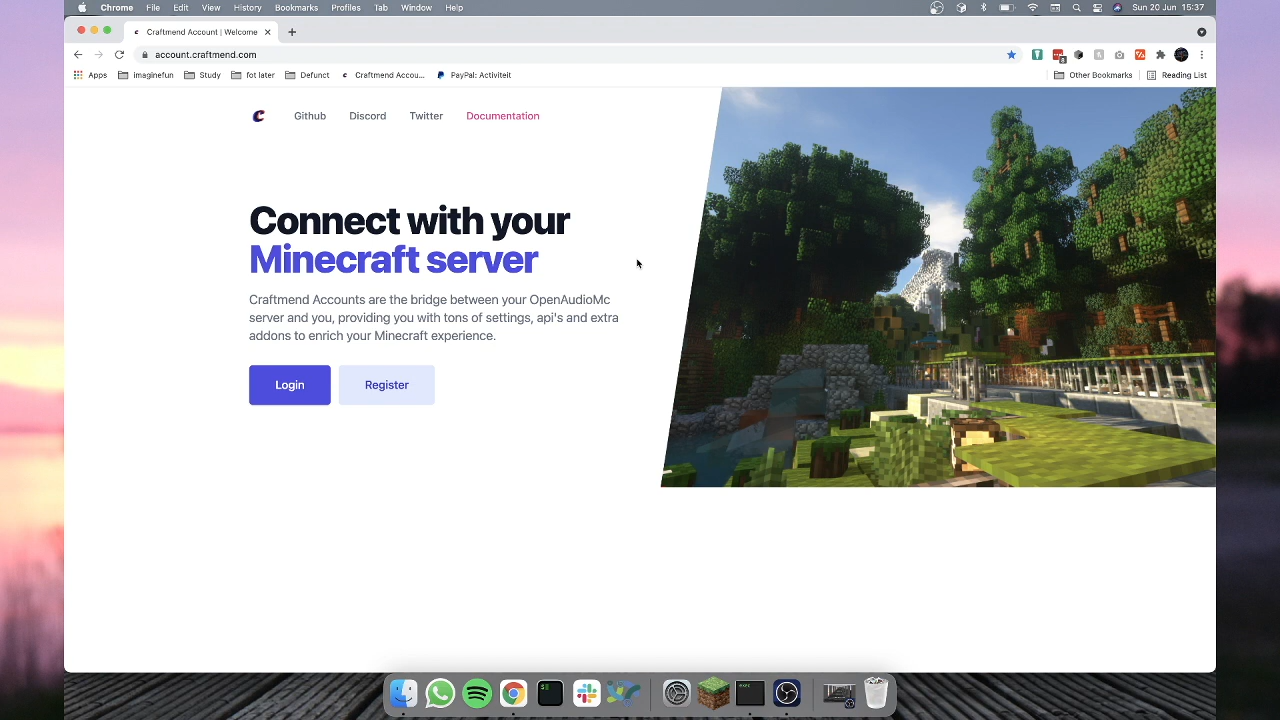 Chrome File Edit View History Bookmarks Profiles Tab Window Help Sun 20 Jun 15:37
Craftmend Account | Welcome
account.craftmend.com
Apps imaginefun Study fot later Defunct Craftmend Accou... PayPal: Activiteit Other Bookmarks Reading List
Github Discord Twitter Documentation
Connect with your
Minecraft server
Craftmend Accounts are the bridge between your OpenAudioMc
server and you, providing you with tons of settings, api's and extra
addons to enrich your Minecraft experience.
Login Register